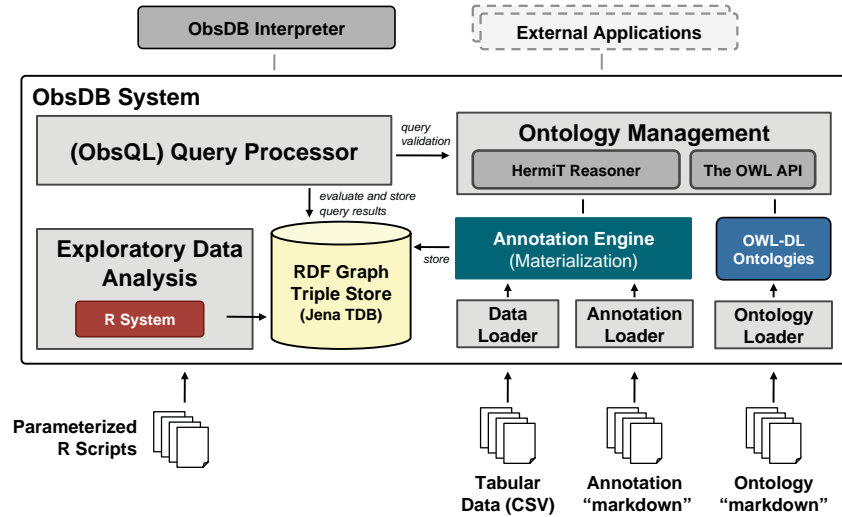 ObsDB Interpreter
External Applications
ObsDB System
(ObsQL) Query Processor
query
validation
Ontology Management
HermiT Reasoner
The OWL API
evaluate and store
query results
Exploratory Data
Analysis
R System
RDF Graph
Triple Store
(Jena TDB)
store
Annotation Engine
(Materialization)
OWL-DL
Ontologies
Data
Loader
Annotation
Loader
Ontology
Loader
Parameterized
R Scripts
Tabular
Data (CSV)
Annotation
“markdown”
Ontology
“markdown”